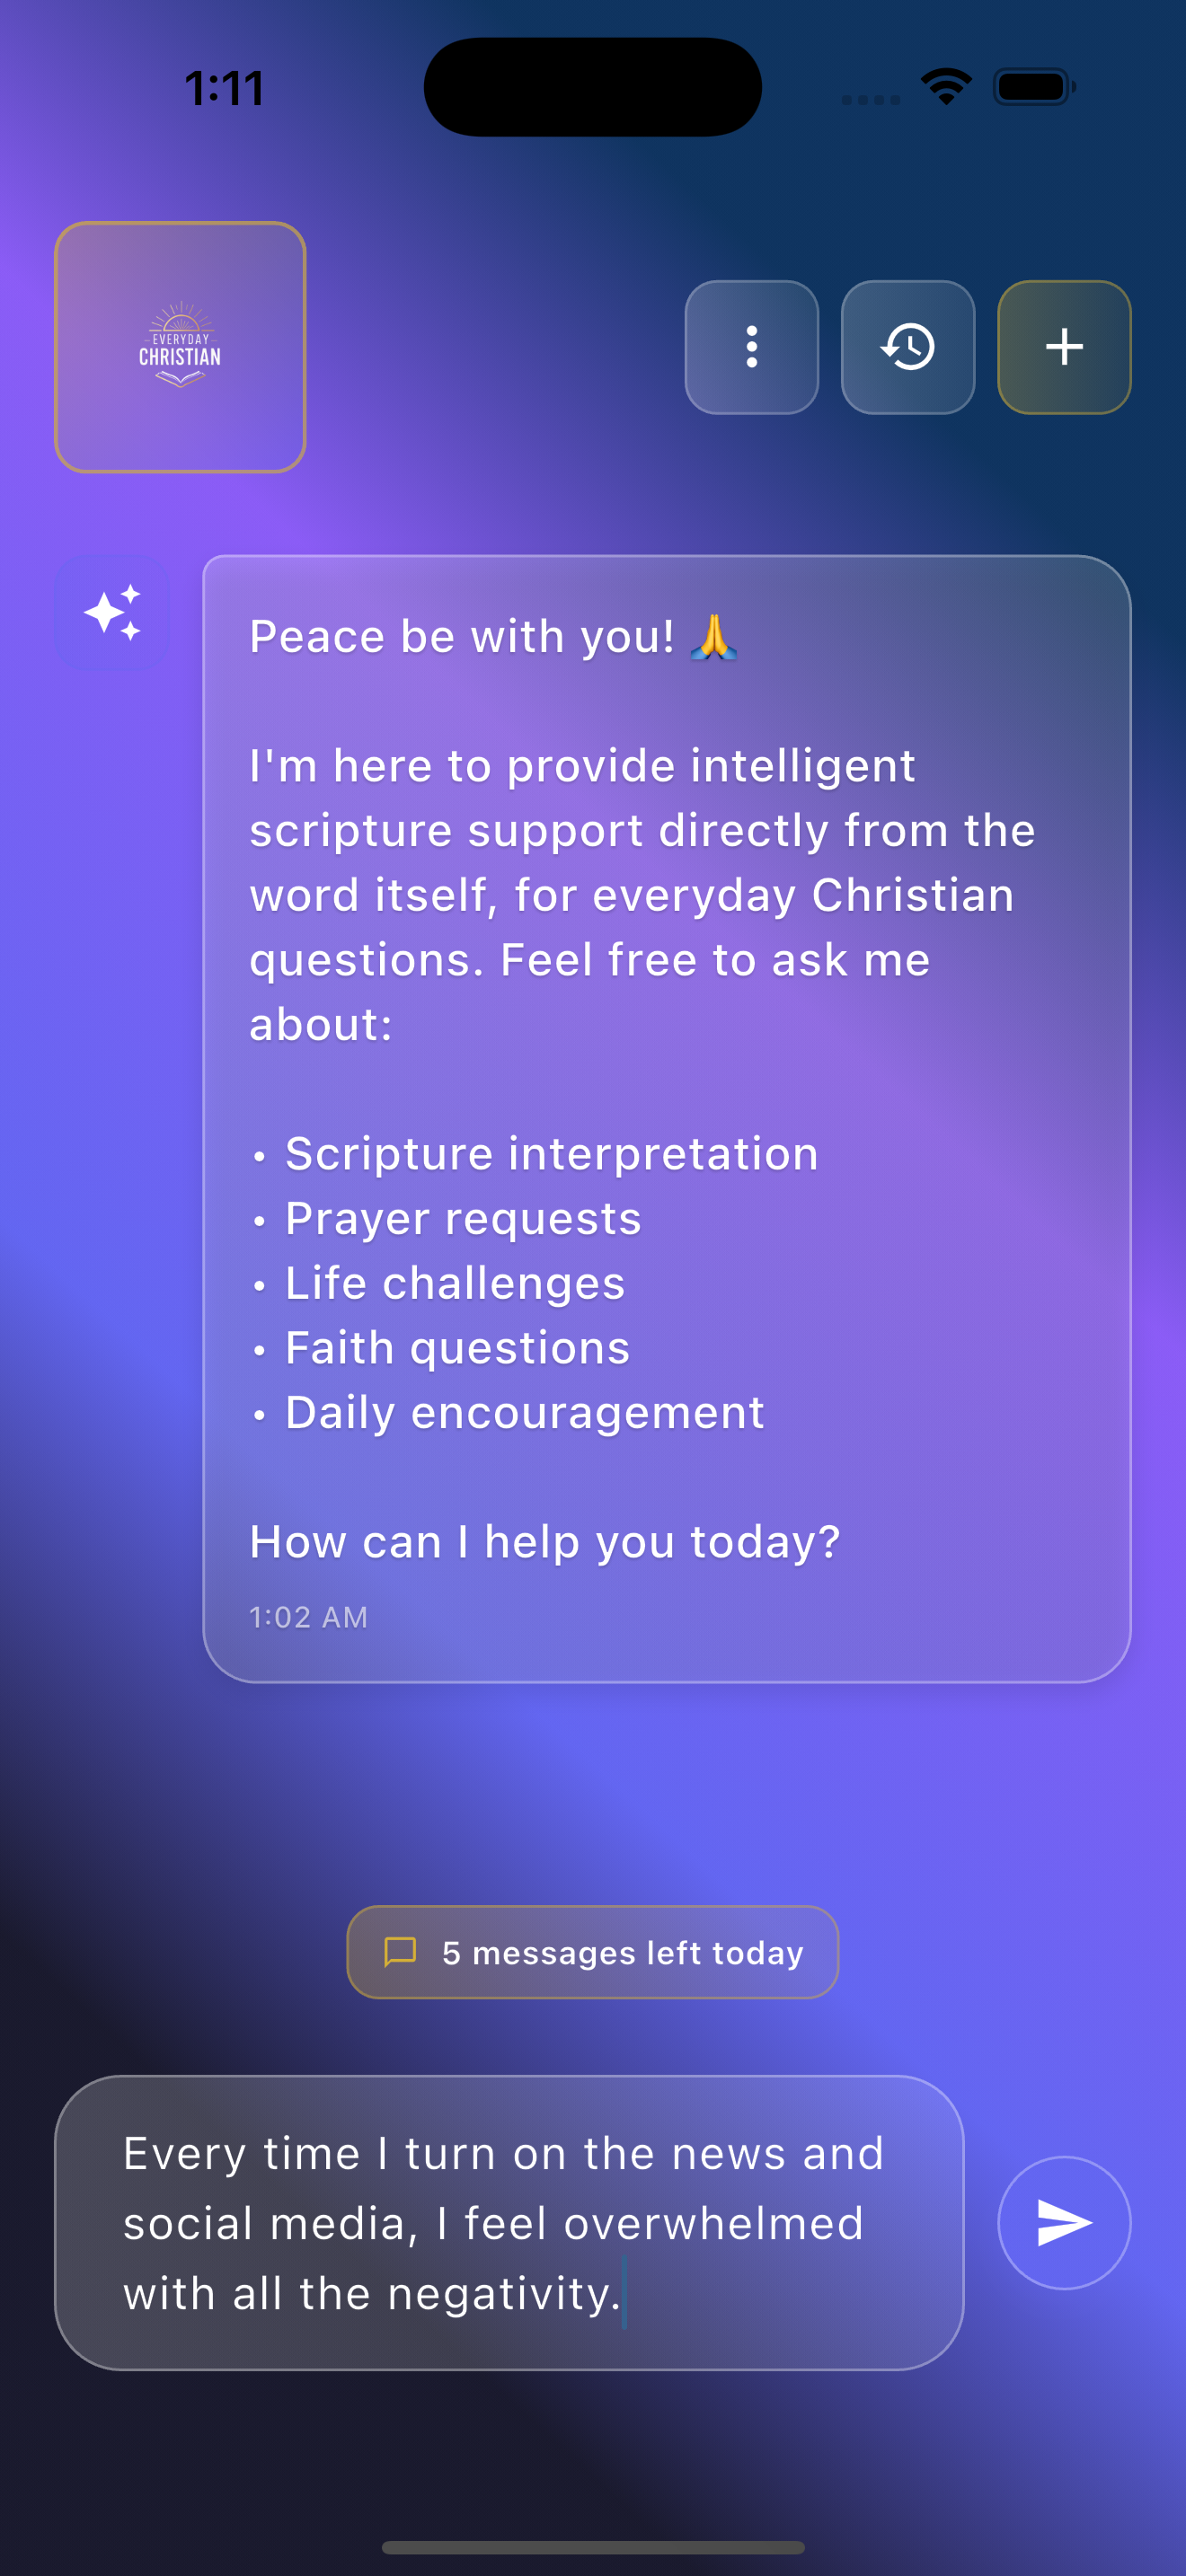 1:11
EVERYDAY
CHRISTIAN
Peace be with you! 🙏
I'm here to provide intelligent
scripture support directly from the
word itself, for everyday Christian
questions. Feel free to ask me
about:
• Scripture interpretation
• Prayer requests
• Life challenges
• Faith questions
• Daily encouragement
How can I help you today?
1:02 AM
5 messages left today
Every time I turn on the news and
social media, I feel overwhelmed
with all the negativity.